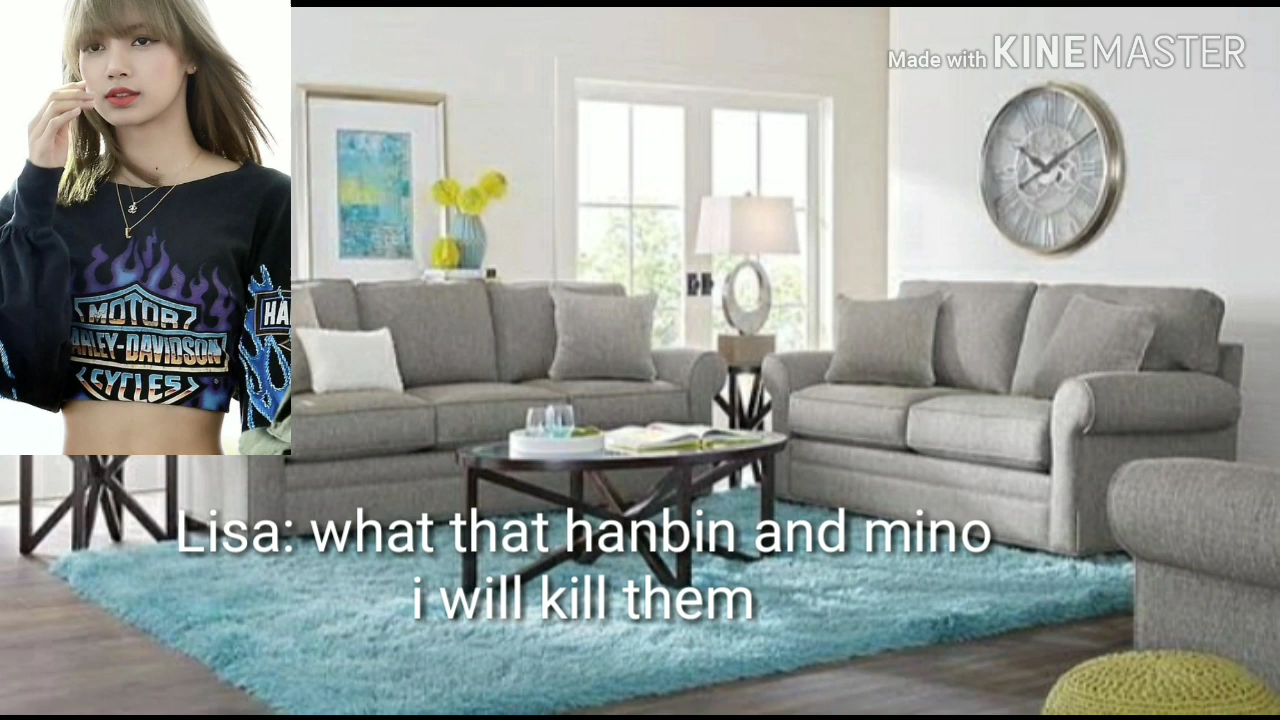 Made with KINEMASTER
MOTOR
HARLEY-DAVIDSON
CYCLES
HA
Lisa: what that hanbin and mino
i will kill them